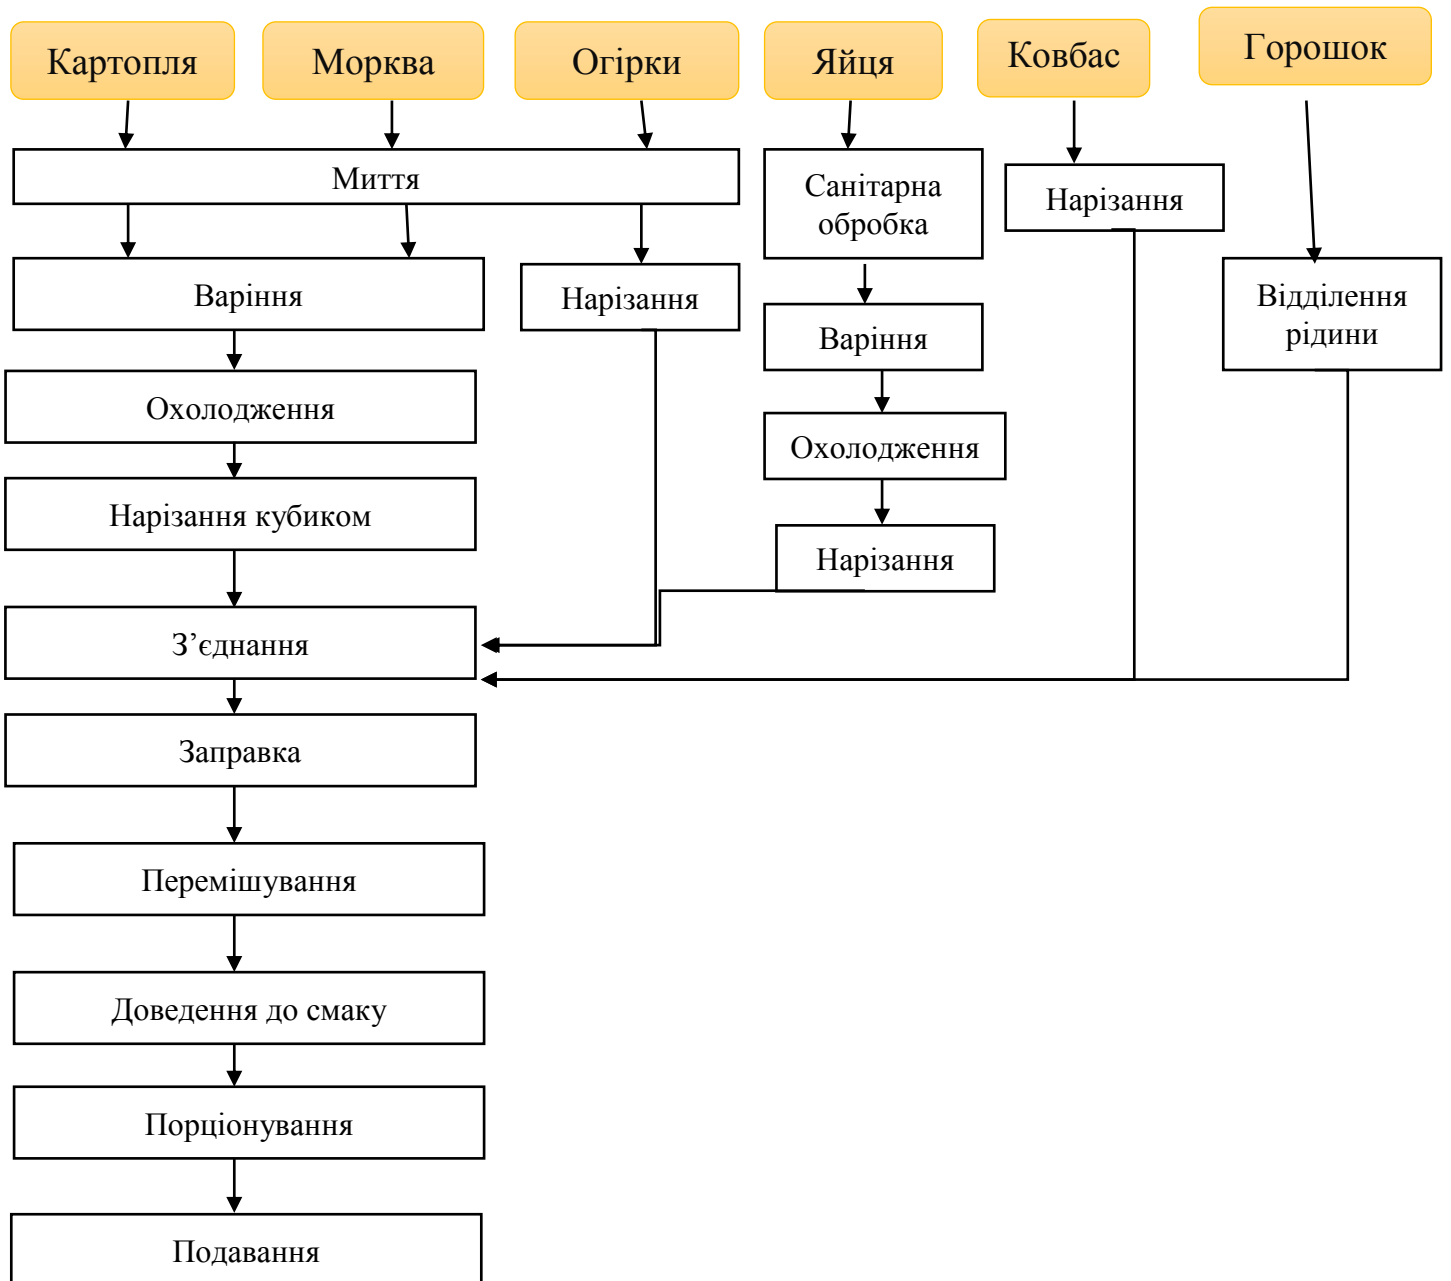 Картопля
Морква
Огірки
Яйця
Ковбас
Горошок
Миття
Санітарна
обробка
Нарізання
Варіння
Нарізання
Відділення
рідини
Варіння
Охолодження
Охолодження
Нарізання кубиком
Нарізання
З’єднання
Заправка
Перемішування
Доведення до смаку
Порціонування
Подавання